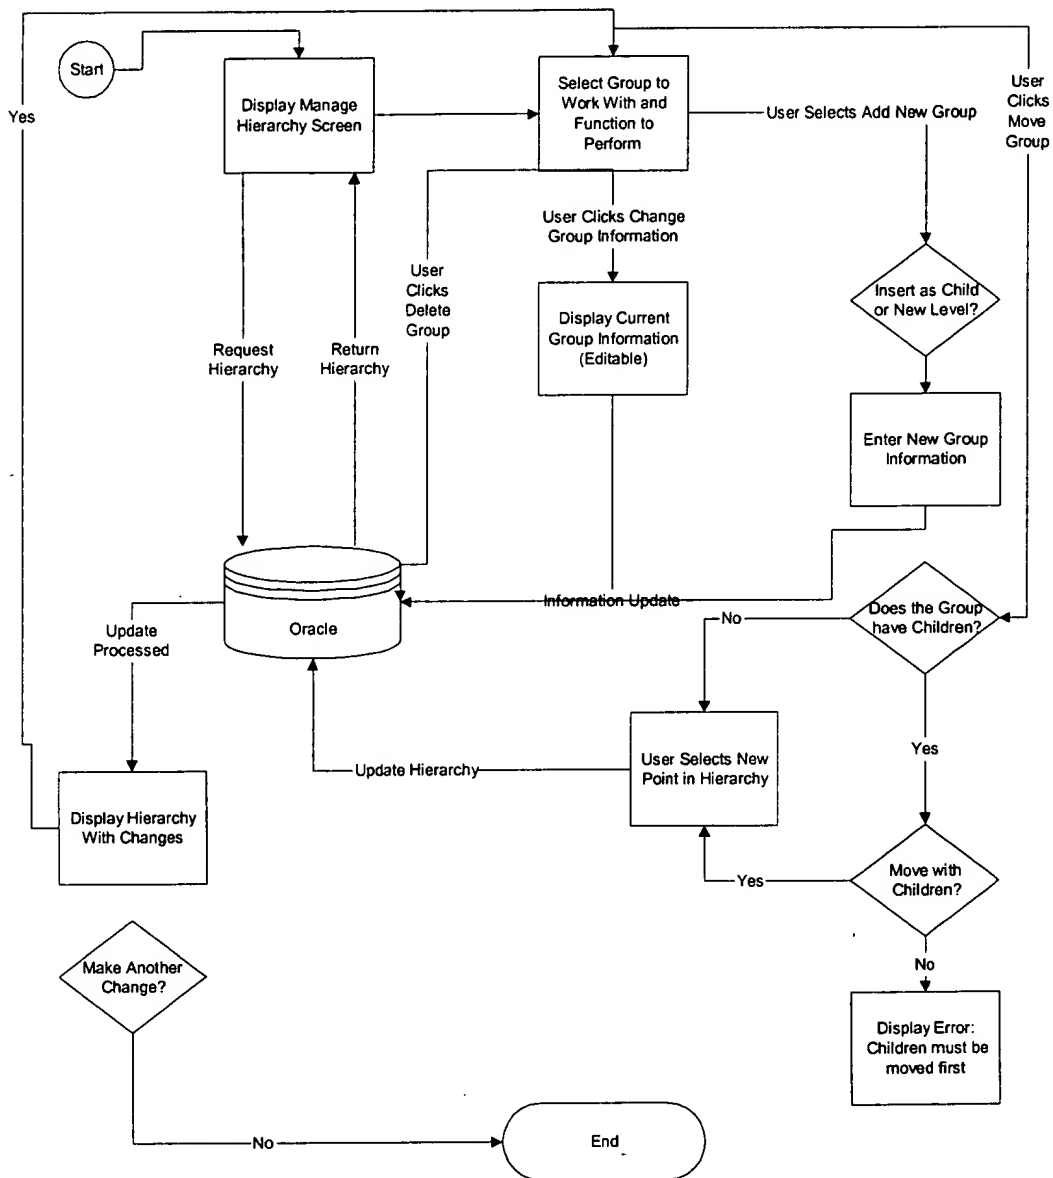 Start
Display Manage
Hierarchy Screen
Select Group to
Work With and
Function to
Perform
User Selects Add New Group
User
Clicks
Move
Group
Yes
User Clicks Change
Group Information
User
Clicks
Delete
Group
Insert as Child
or New Level?
Display Current
Group Information
(Editable)
Request
Hierarchy
Return
Hierarchy
Enter New Group
Information
Information Update
Oracle
Does the Group
have Children?
No
Update
Processed
Yes
User Selects New
Point in Hierarchy
Update Hierarchy
Display Hierarchy
With Changes
Move with
Children?
Yes
No
Make Another
Change?
Display Error:
Children must be
moved first
No
End